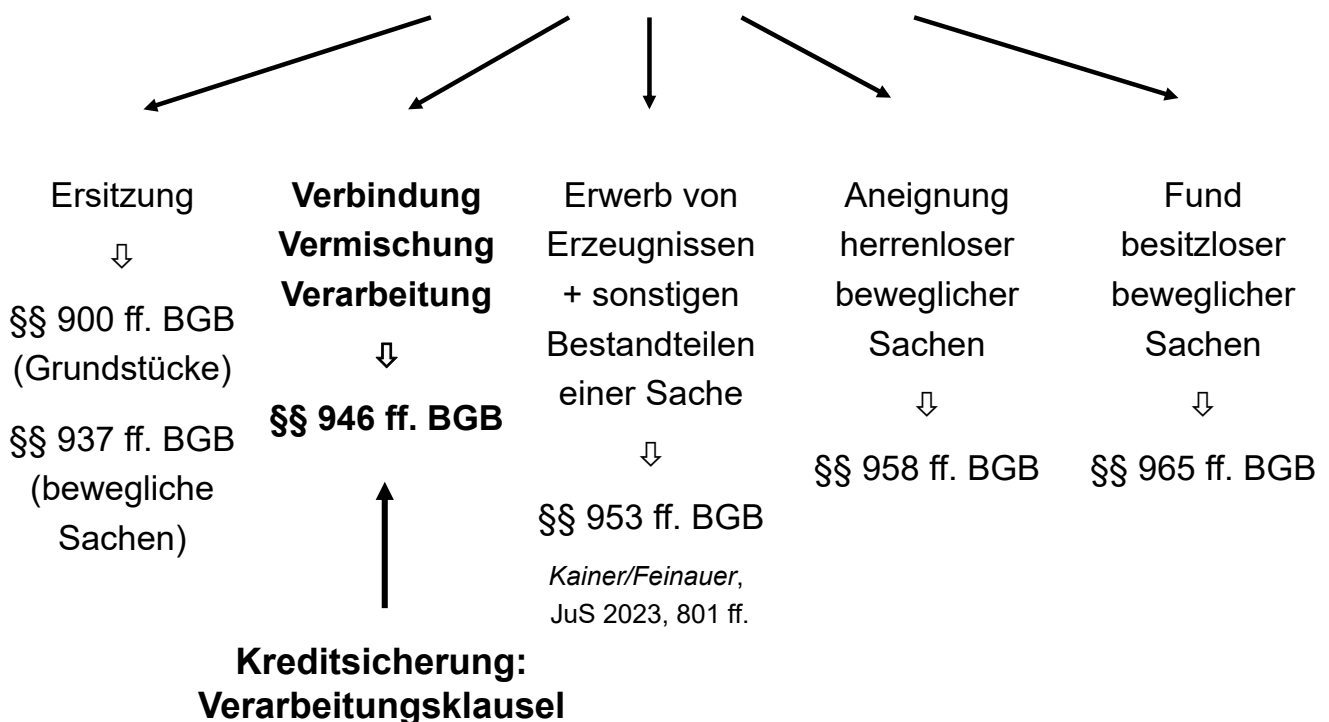 Ersitzung
⇩
§§ 900 ff. BGB
(Grundstücke)
§§ 937 ff. BGB
(bewegliche
Sachen)
Verbindung
Vermischung
Verarbeitung
⇩
§§ 946 ff. BGB
Kreditsicherung:
Verarbeitungsklausel
Erwerb von
Erzeugnissen
+ sonstigen
Bestandteilen
einer Sache
⇩
§§ 953 ff. BGB
Kainer/Feinauer,
JuS 2023, 801 ff.
Aneignung
herrenloser
beweglicher
Sachen
⇩
§§ 958 ff. BGB
Fund
besitzloser
beweglicher
Sachen
⇩
§§ 965 ff. BGB